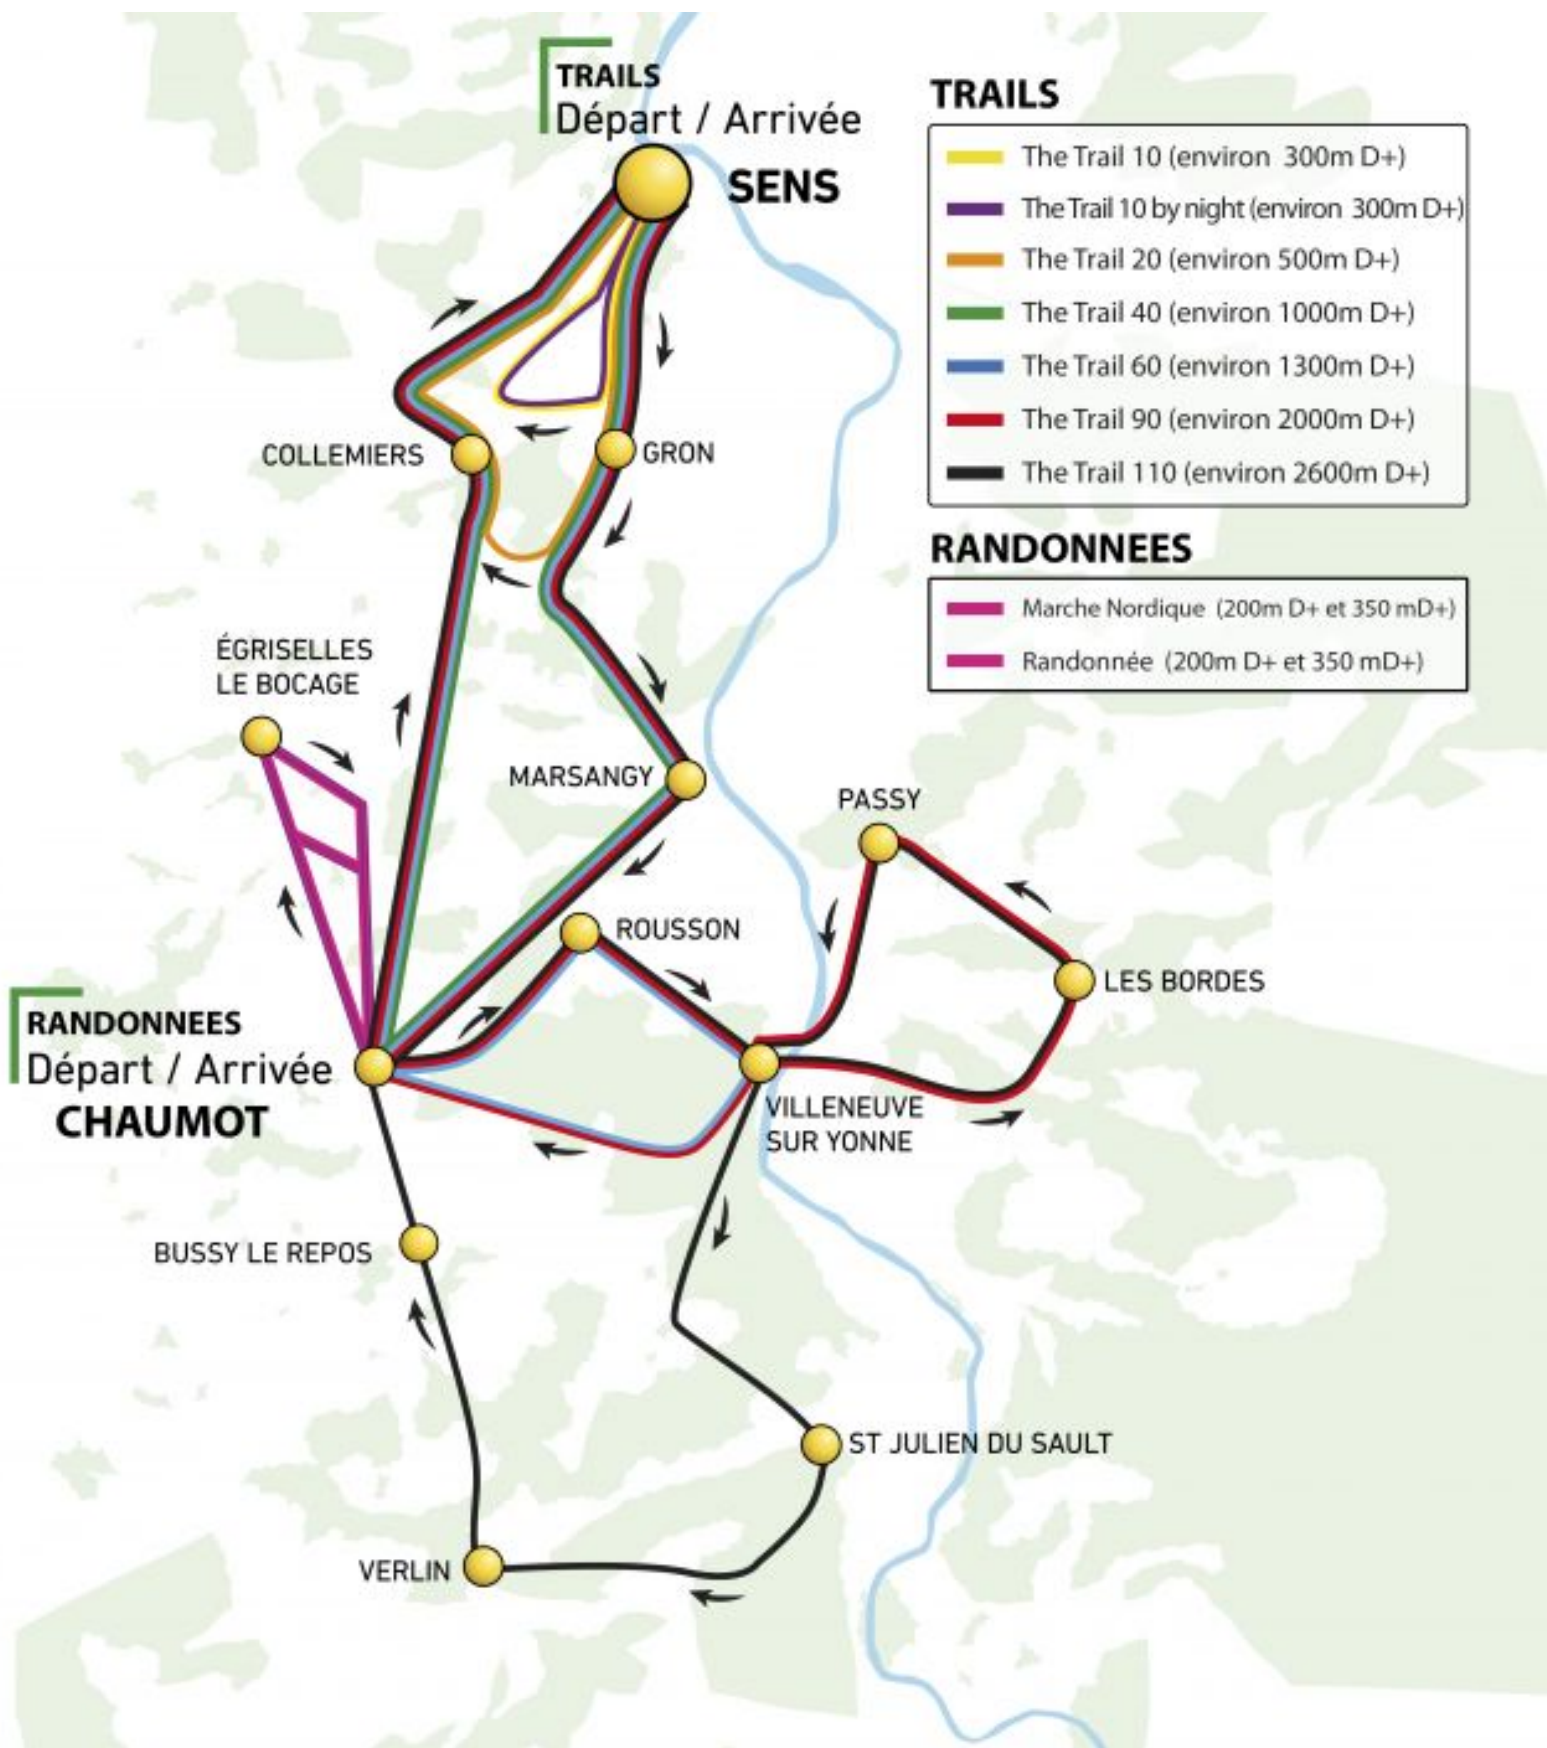 TRAILS
Départ / Arrivée
SENS
TRAILS
The Trail 10 (environ 300m D+)
The Trail 10 by night (environ 300m D+)
The Trail 20 (environ 500m D+)
The Trail 40 (environ 1000m D+)
The Trail 60 (environ 1300m D+)
The Trail 90 (environ 2000m D+)
The Trail 110 (environ 2600m D+)
RANDONNEES
Marche Nordique (200m D+ et 350 mD+)
Randonnée (200m D+ et 350 mD+)
COLLEMIERS
GRON
ÉGRISELLES
LE BOCAGE
MARSANGY
PASSY
ROUSSON
LES BORDES
RANDONNEES
Départ / Arrivée
CHAUMOT
VILLENEUVE
SUR YONNE
BUSSY LE REPOS
ST JULIEN DU SAULT
VERLIN